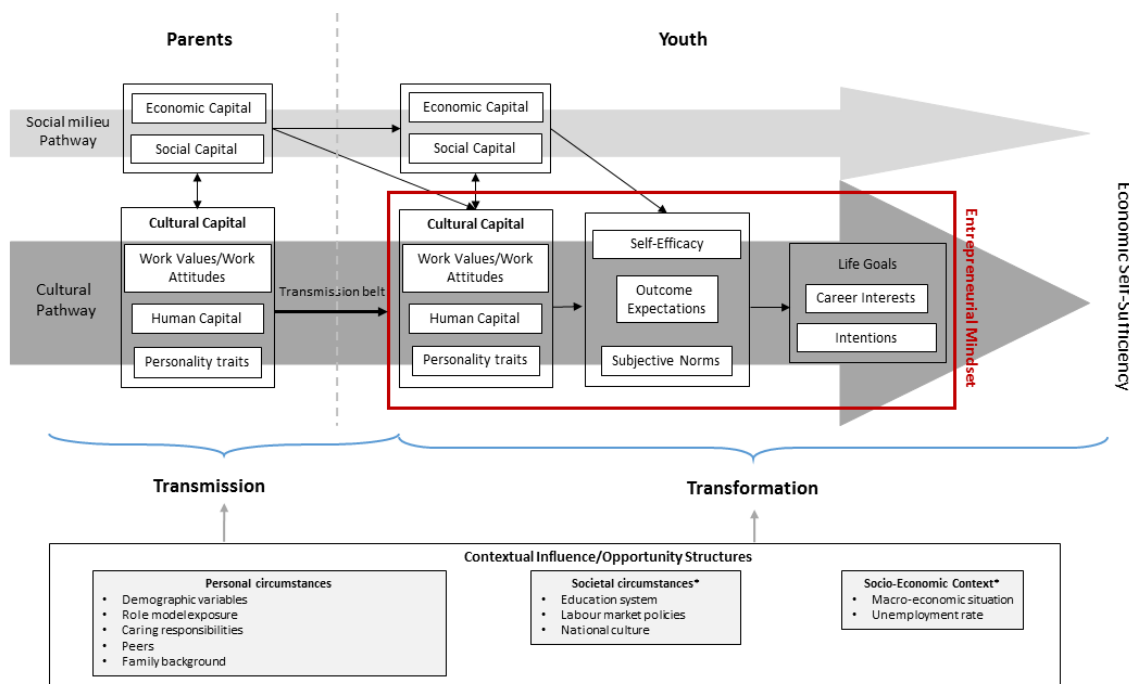 Parents
Youth
Social milieu
Pathway
Economic Capital
Social Capital
Economic Capital
Social Capital
Cultural
Pathway
Cultural Capital
Work Values/Work
Attitudes
Human Capital
Personality traits
Transmission belt
Cultural Capital
Work Values/Work
Attitudes
Human Capital
Personality traits
Self-Efficacy
Outcome
Expectations
Subjective Norms
Life Goals
Career Interests
Intentions
Entrepreneurial Mindset
Economic Self-Sufficiency
Transmission
Transformation
Contextual Influence/Opportunity Structures
Personal circumstances
• Demographic variables
• Role model exposure
• Caring responsibilities
• Peers
• Family background
Societal circumstances*
• Education system
• Labour market policies
• National culture
Socio-Economic Context*
• Macro-economic situation
• Unemployment rate